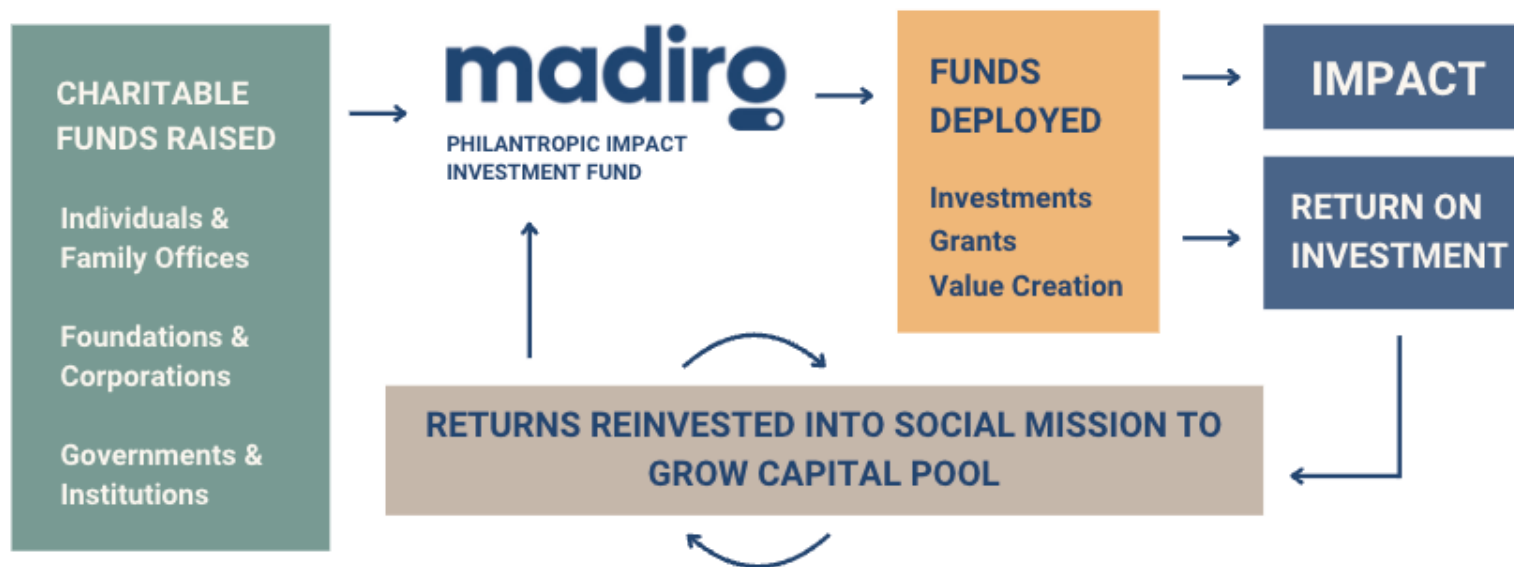 CHARITABLE
FUNDS RAISED
Individuals &
Family Offices
Foundations &
Corporations
Governments &
Institutions
madiro
PHILANTROPIC IMPACT
INVESTMENT FUND
FUNDS
DEPLOYED
Investments
Grants
Value Creation
IMPACT
RETURN ON
INVESTMENT
RETURNS REINVESTED INTO SOCIAL MISSION TO
GROW CAPITAL POOL